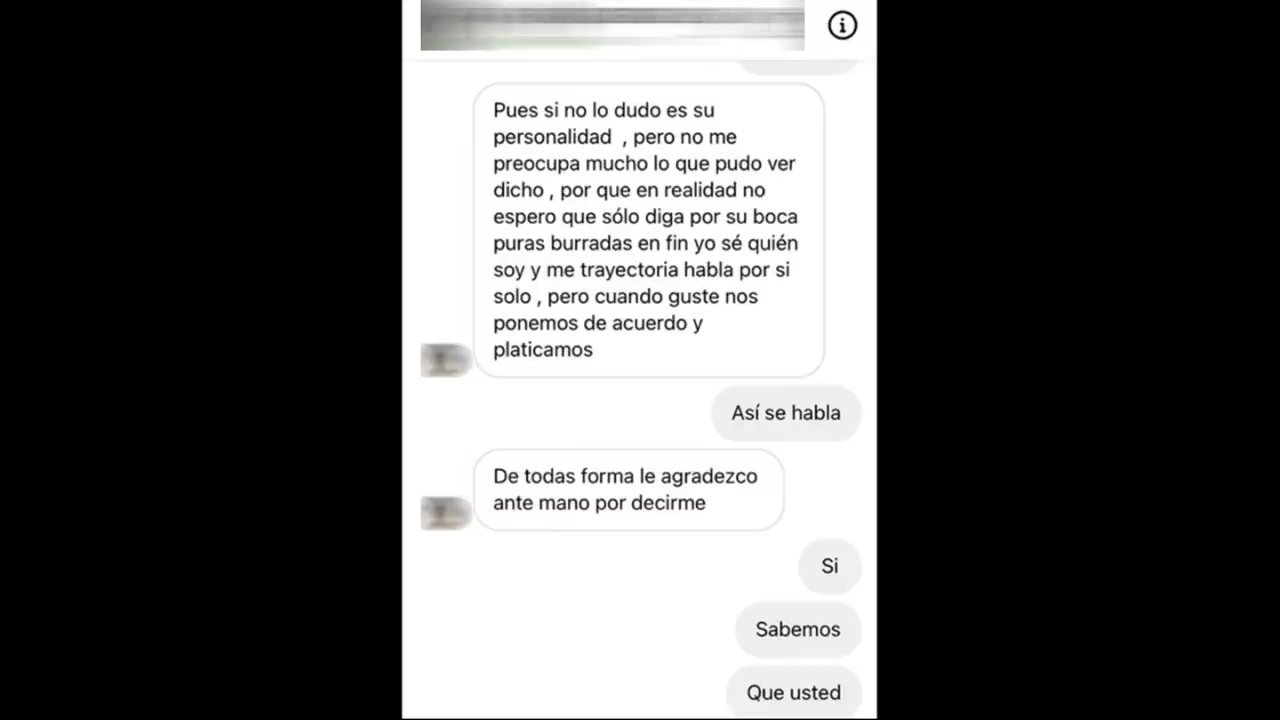 Pues si no lo dudo es su
personalidad , pero no me
preocupa mucho lo que pudo ver
dicho , por que en realidad no
espero que sólo diga por su boca
puras burradas en fin yo sé quién
soy y me trayectoria habla por si
solo , pero cuando guste nos
ponemos de acuerdo y
platicamos
Así se habla
De todas forma le agradezco
ante mano por decirme
Si
Sabemos
Que usted